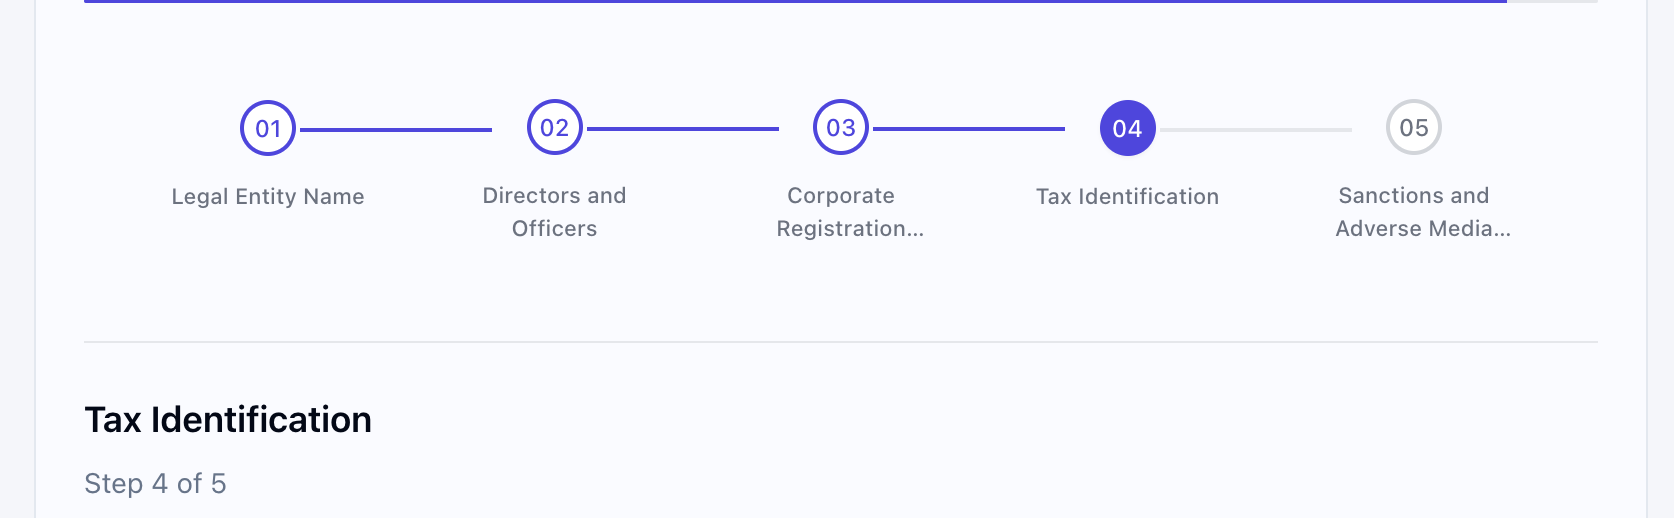 01
02
03
04
05
Legal Entity Name
Directors and
Officers
Corporate
Registration...
Tax Identification
Sanctions and
Adverse Media...
Tax Identification
Step 4 of 5